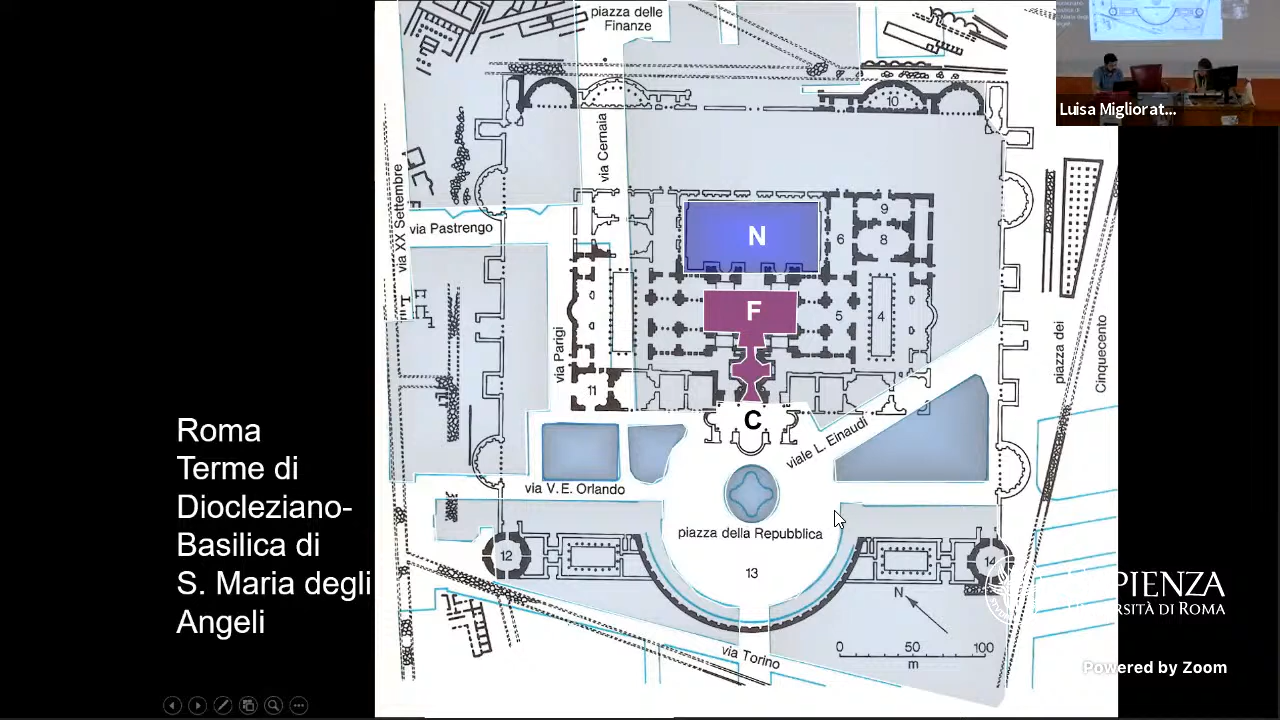 piazza delle
Finanze
10
via Cernaia
via XX Settembre
via Pastrengo
N
9
6
8
F
5
4
via Parigi
11
C
viale L. Einaudi
piazza dei
Cinquecento
via V. E. Orlando
piazza della Repubblica
12
13
14
N
0
50
100
m
via Torino
Roma
Terme di
Diocleziano-
Basilica di
S. Maria degli
Angeli
Luisa Migliorat...
PIENZA
DI ROMA
Powered by Zoom